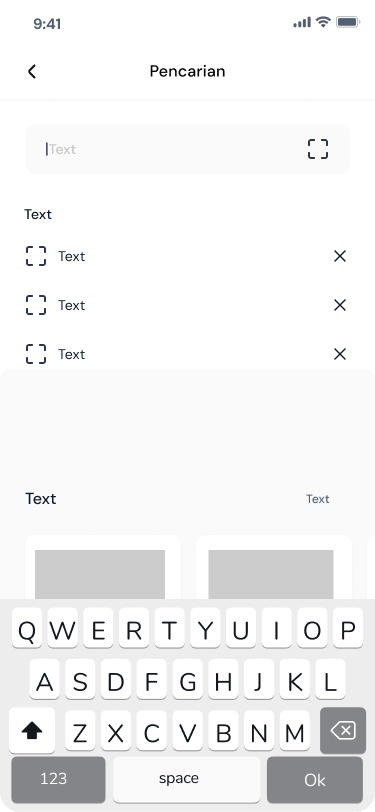 9:41
Pencarian
Text
Text
Text
Text
Text
Text Text
Q W E R T Y U I O P
A S D F G H J K L
Z X C V B N M
123 space Ok